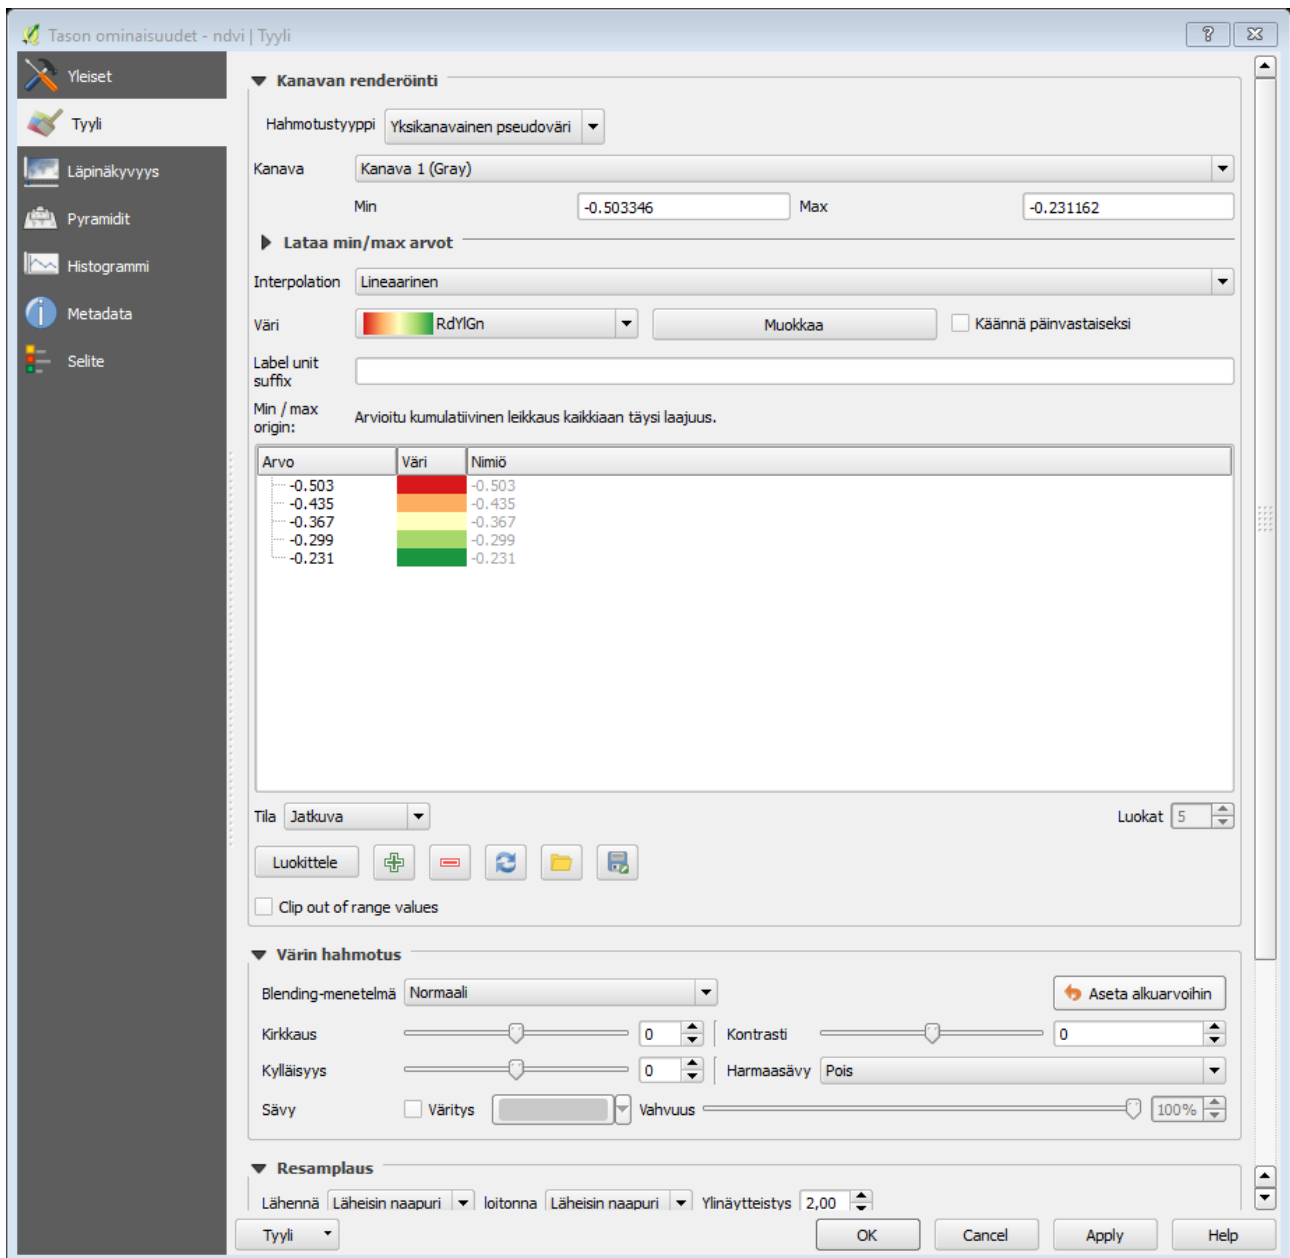 Tason ominaisuudet - ndvi | Tyyli
Yleiset
Tyyli
Läpinäkyvyys
Pyramidit
Histogrammi
Metadata
Selite
Kanavan renderöinti
Hahmotustyyppi Yksikanavainen pseudoväri
Kanava Kanava 1 (Gray)
Min -0.503346 Max -0.231162
Lataa min/max arvot
Interpolation Lineaarinen
Väri RdYlGn Muokkaa Käännä päinvastaiseksi
Label unit
suffix
Min / max
origin: Arvioitu kumulatiivinen leikkaus kaikkiaan täysi laajuus.
Arvo Väri Nimiö
-0.503 -0.503
-0.435 -0.435
-0.367 -0.367
-0.299 -0.299
-0.231 -0.231
Tila Jatkuva Luokat 5
Luokittele
Clip out of range values
Värin hahmotus
Blending-menetelmä Normaali Aseta alkuarvoihin
Kirkkaus 0 Kontrasti 0
Kylläisyys 0 Harmaasävy Pois
Sävy Väritys Vahvuus 100%
Resamplaus
Lähennä Läheisin naapuri loitonna Läheisin naapuri Ylinäytteistys 2,00
Tyyli OK Cancel Apply Help